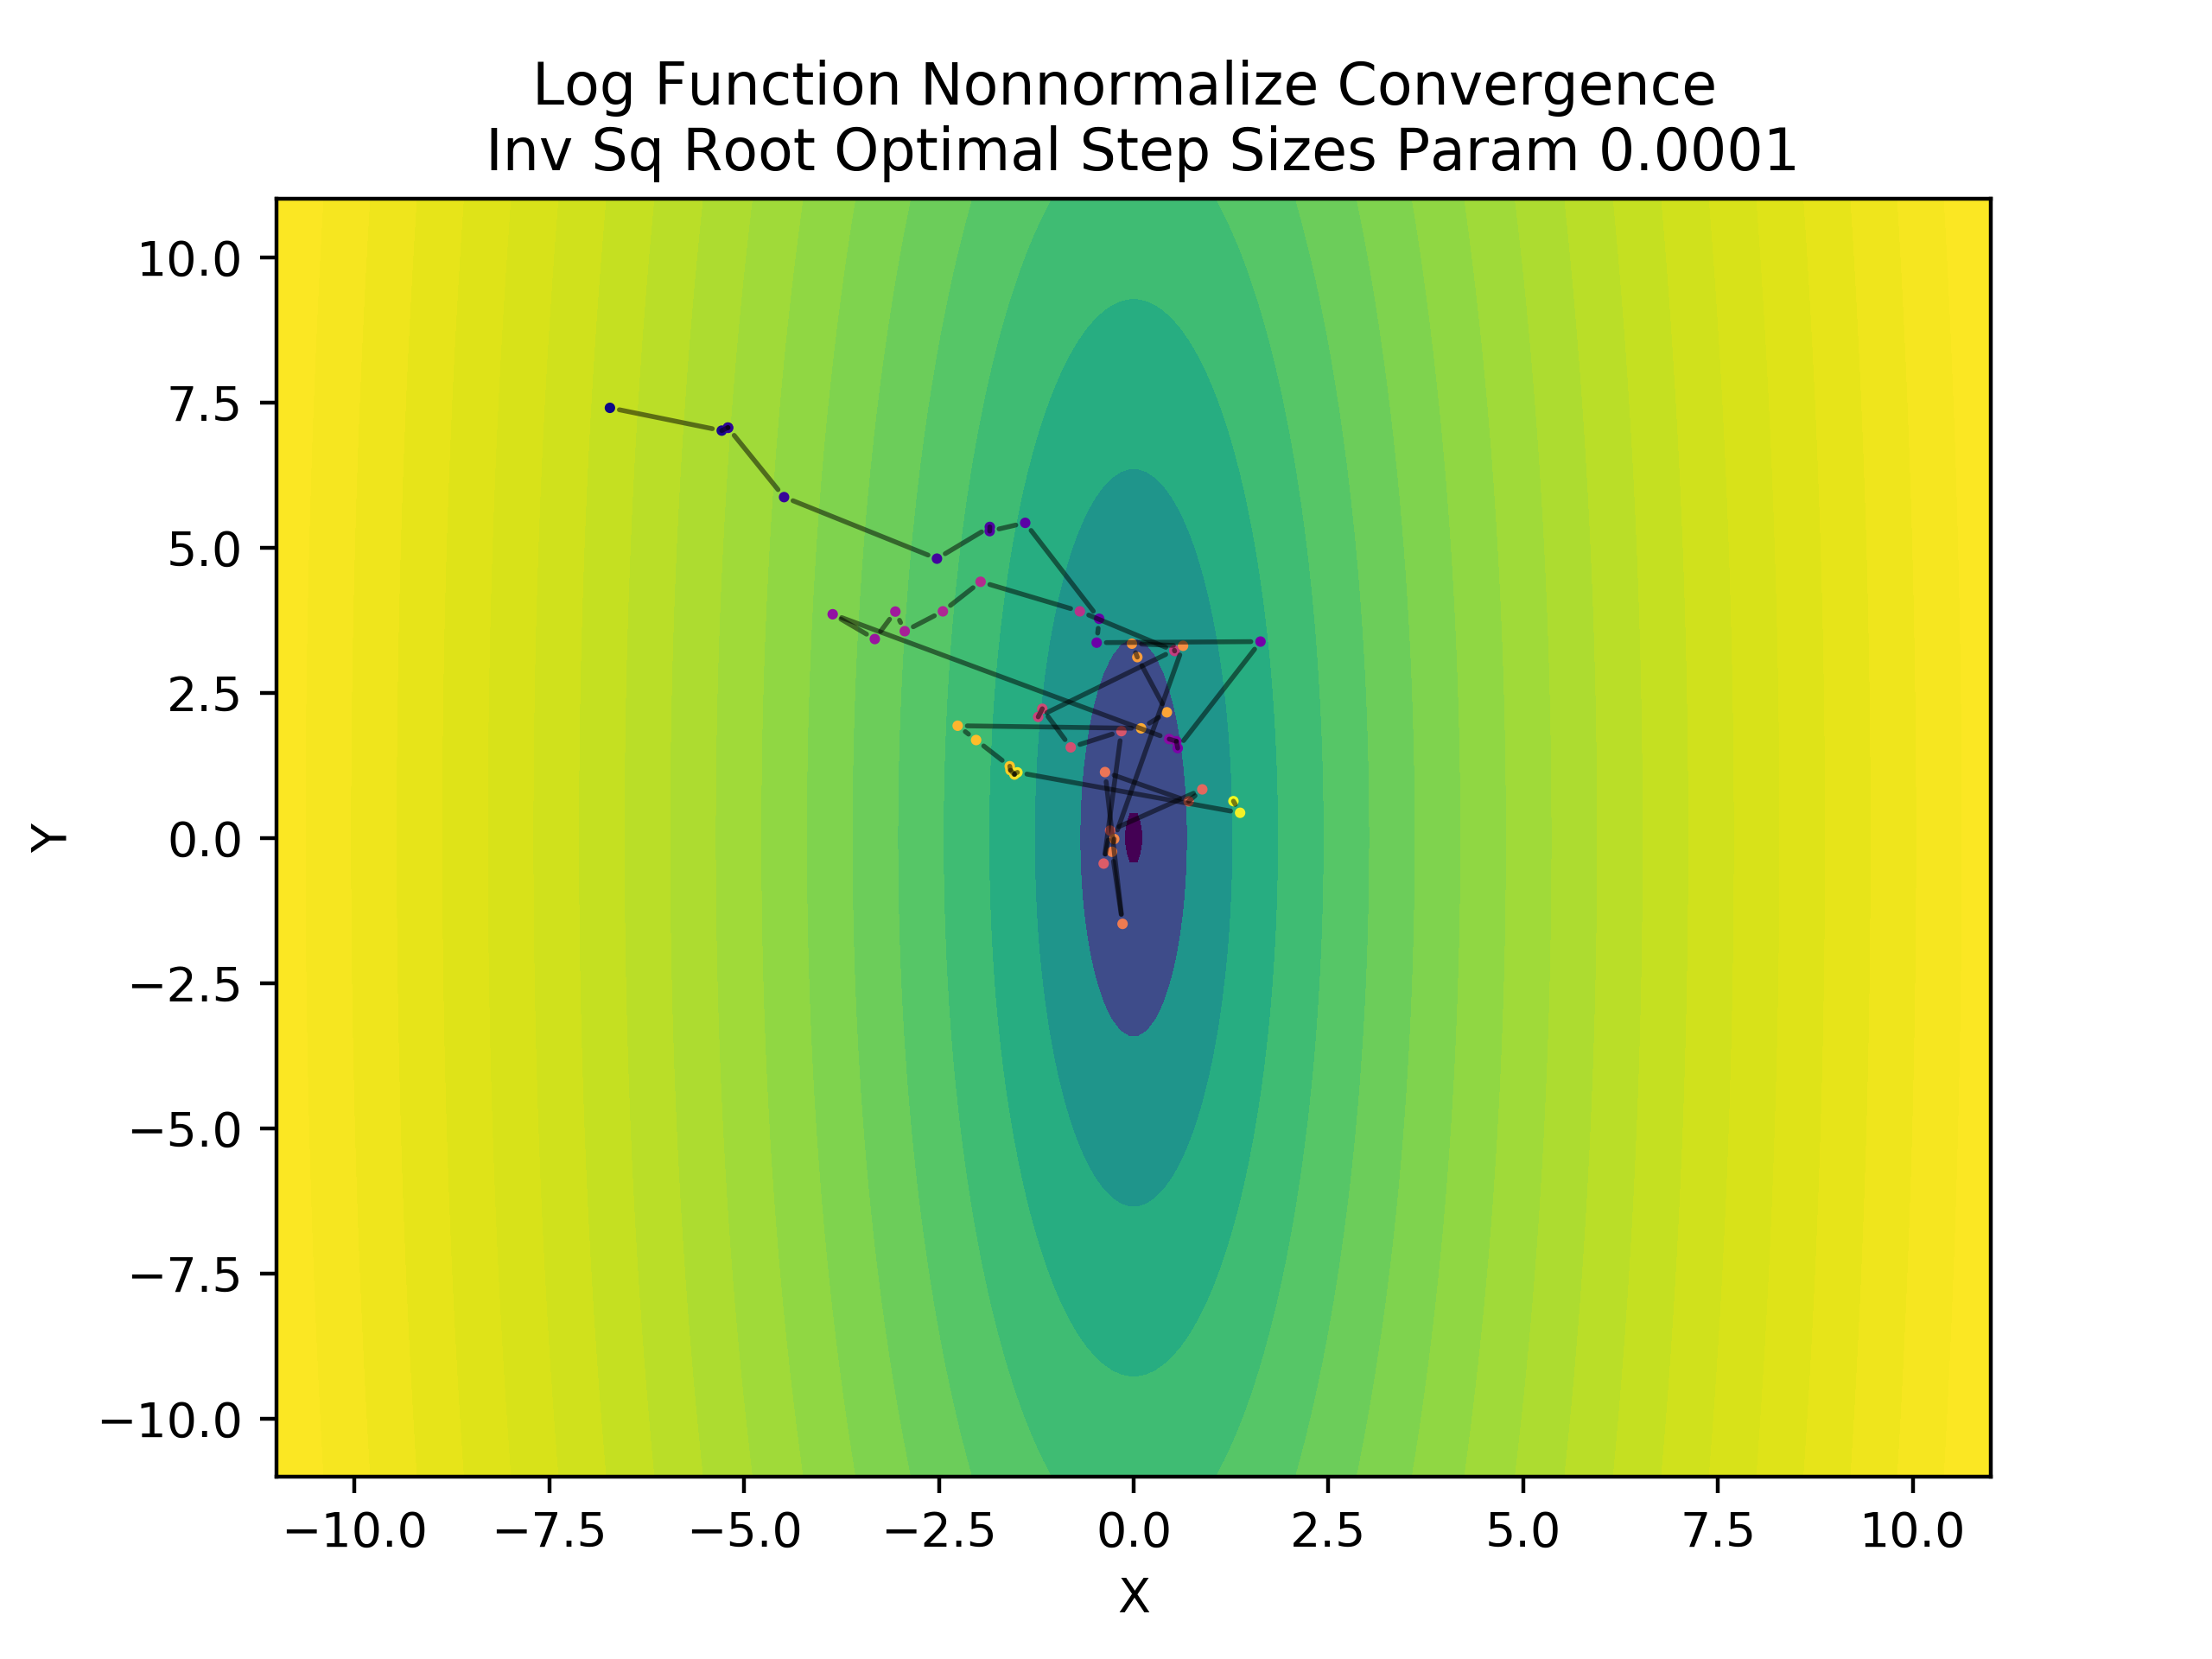 Log Function Nonnormalize Convergence
Inv Sq Root Optimal Step Sizes Param 0.0001
10.0
7.5
5.0
2.5
0.0
−2.5
−5.0
−7.5
−10.0
Y
−10.0 −7.5 −5.0 −2.5 0.0 2.5 5.0 7.5 10.0
X